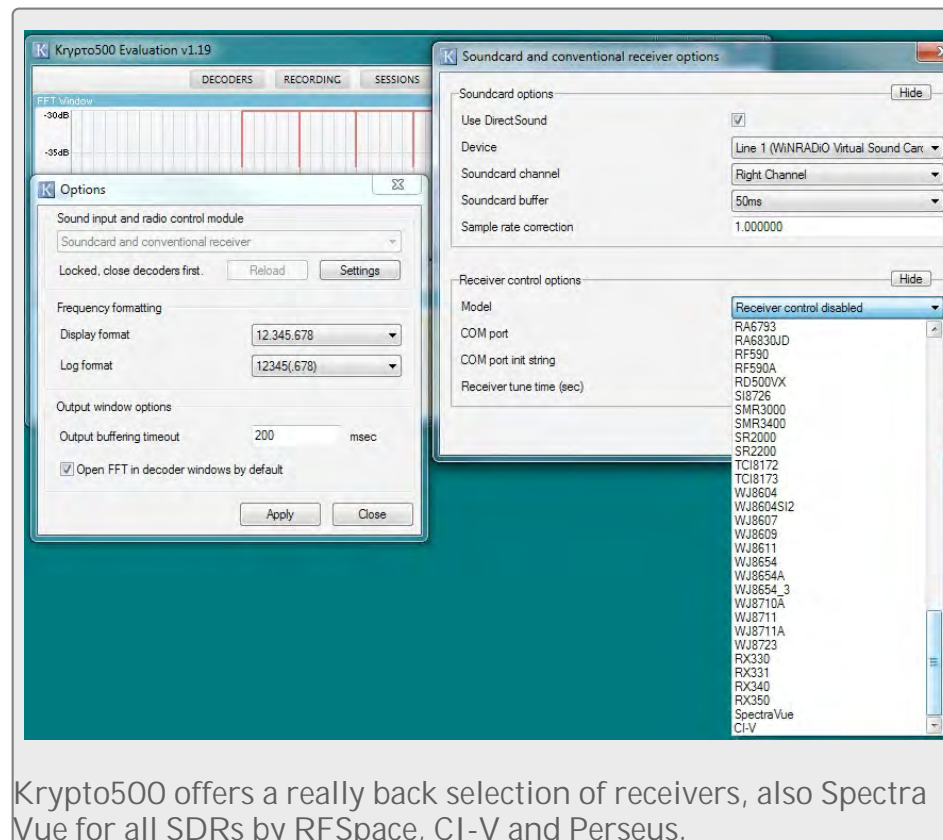 Krypto500 Evaluation v1.19
DECODERS RECORDING SESSIONS
FFT Window
-30dB
-35dB
Options
Sound input and radio control module
Soundcard and conventional receiver
Locked, close decoders first. Reload Settings
Frequency formatting
Display format 12.345.678
Log format 12345(.678)
Output window options
Output buffering timeout 200 msec
Open FFT in decoder windows by default
Apply Close
Soundcard and conventional receiver options
Soundcard options Hide
Use DirectSound
Device Line 1 (WiNRADiO Virtual Sound Carc
Soundcard channel Right Channel
Soundcard buffer 50ms
Sample rate correction 1.000000
Receiver control options Hide
Model Receiver control disabled
COM port
COM port init string
Receiver tune time (sec)
RA6793
RA6830JD
RF590
RF590A
RD500VX
SI8726
SMR3000
SMR3400
SR2000
SR2200
TCI8172
TCI8173
WJ8604
WJ8604SI2
WJ8607
WJ8609
WJ8611
WJ8654
WJ8654A
WJ8654_3
WJ8710A
WJ8711
WJ8711A
WJ8723
RX330
RX331
RX340
RX350
SpectraVue
CI-V
Krypto500 offers a really back selection of receivers, also Spectra
Vue for all SDRs by RFSpace, CI-V and Perseus.